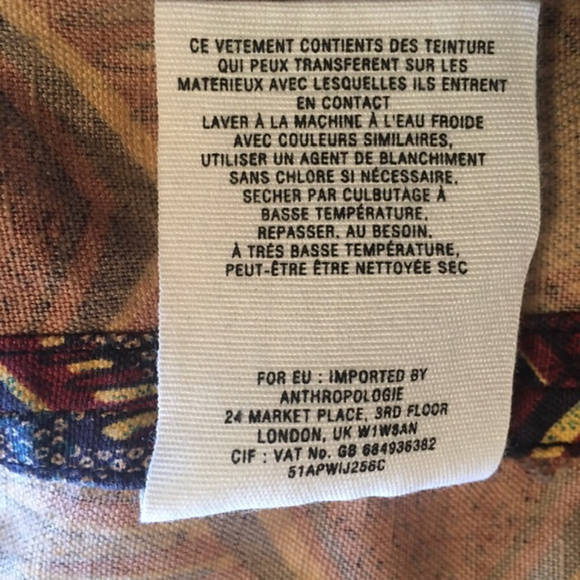 CE VETEMENT CONTIENTS DES TEINTURE
QUI PEUX TRANSFERENT SUR LES
MATERIEUX AVEC LESQUELLES ILS ENTRENT
EN CONTACT
LAVER À LA MACHINE À L'EAU FROIDE
AVEC COULEURS SIMILAIRES,
UTILISER UN AGENT DE BLANCHIMENT
SANS CHLORE SI NÉCESSAIRE.
SECHER PAR CULBUTAGE À
BASSE TEMPÉRATURE.
REPASSER, AU BESOIN.
À TRÉS BASSE TEMPÉRATURE,
PEUT-ÊTRE ÊTRE NETTOYÉE SEC
FOR EU : IMPORTED BY
ANTHROPOLOGIE
24 MARKET PLACE, 3RD FLOOR
LONDON, UK W1W8AN
CIF : VAT No. GB 684936382
51APWIJ256C